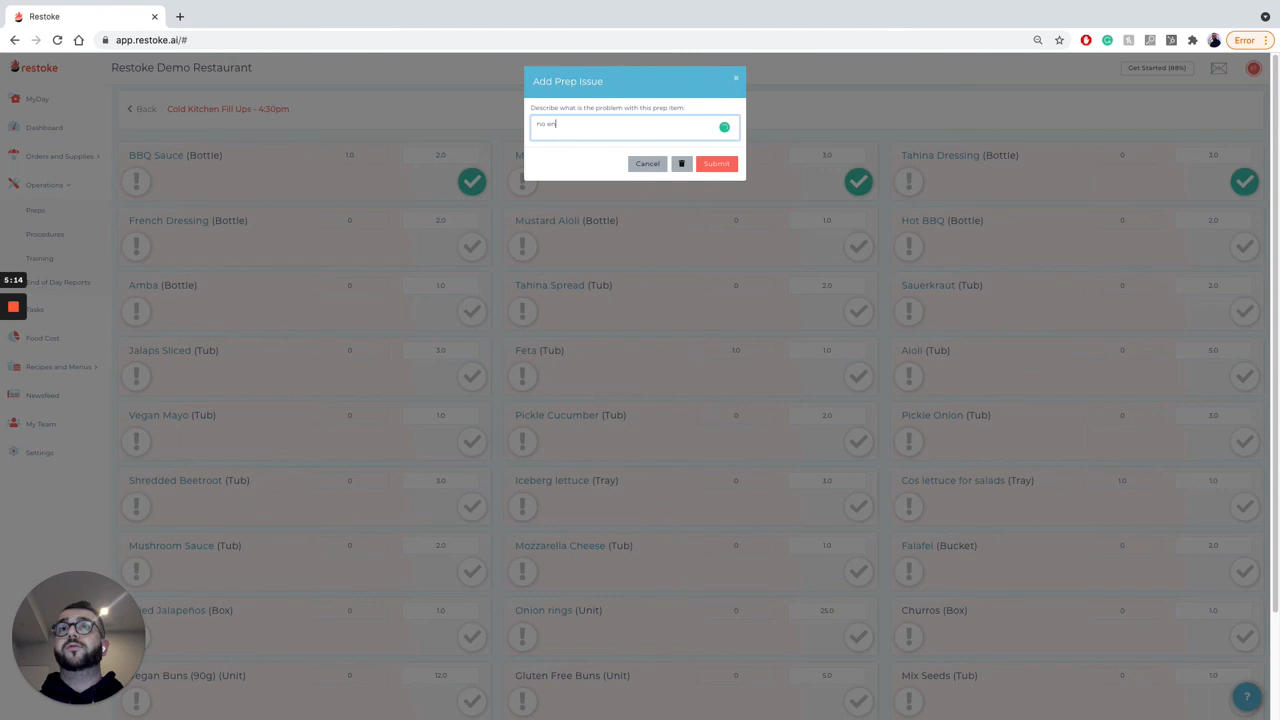 Restoke
app.restoke.ai/#
Error
restoke
Restoke Demo Restaurant
Get Started (88%)
Add Prep Issue
×
Describe what is the problem with this prep item:
no en
Cancel
Submit
MyDay
Dashboard
Orders and Supplies
Operations
Preps
Procedures
Training
End of Day Reports
Tasks
Food Cost
Recipes and Menus
Newsfeed
My Team
Settings
5:14
Back
Cold Kitchen Fill Ups - 4:30pm
BBQ Sauce (Bottle) 1.0 2.0
M 3.0
Tahina Dressing (Bottle) 3.0
French Dressing (Bottle) 0 2.0
Mustard Aioli (Bottle) 0 1.0
Hot BBQ (Bottle) 0 2.0
Amba (Bottle) 0 1.0
Tahina Spread (Tub) 0 2.0
Sauerkraut (Tub) 0 2.0
Jalaps Sliced (Tub) 0 3.0
Feta (Tub) 1.0 1.0
Aioli (Tub) 0 5.0
Vegan Mayo (Tub) 0 1.0
Pickle Cucumber (Tub) 0 2.0
Pickle Onion (Tub) 0 3.0
Shredded Beetroot (Tub) 0 3.0
Iceberg lettuce (Tray) 0 3.0
Cos lettuce for salads (Tray) 1.0 1.0
Mushroom Sauce (Tub) 0 2.0
Mozzarella Cheese (Tub) 0 1.0
Falafel (Bucket) 0 2.0
ed Jalapeños (Box) 0 1.0
Onion rings (Unit) 0 25.0
Churros (Box) 0 1.0
egan Buns (90g) (Unit) 0 12.0
Gluten Free Buns (Unit) 0 5.0
Mix Seeds (Tub) 0 1.0
?